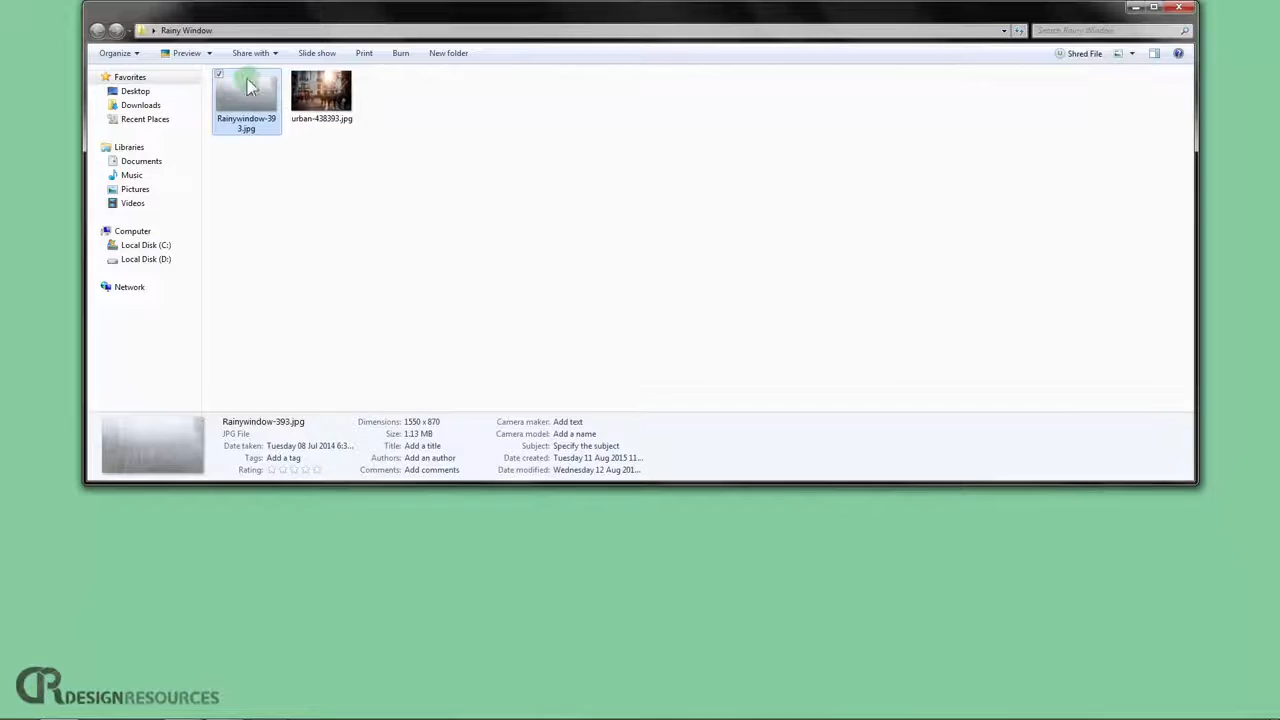 Rainy Window
Search Rainy Window
Organize Preview Share with Slide show Print Burn New folder Shred File
Favorites
Desktop
Downloads
Recent Places
Libraries
Documents
Music
Pictures
Videos
Computer
Local Disk (C:)
Local Disk (D:)
Network
Rainywindow-39
3.jpg
urban-438393.jpg
Rainywindow-393.jpg
JPG File
Date taken: Tuesday 08 Jul 2014 6:3...
Tags: Add a tag
Rating:
Dimensions: 1550 x 870
Size: 1.13 MB
Title: Add a title
Authors: Add an author
Comments: Add comments
Camera maker: Add text
Camera model: Add a name
Subject: Specify the subject
Date created: Tuesday 11 Aug 2015 11...
Date modified: Wednesday 12 Aug 201...
DR DESIGNRESOURCES